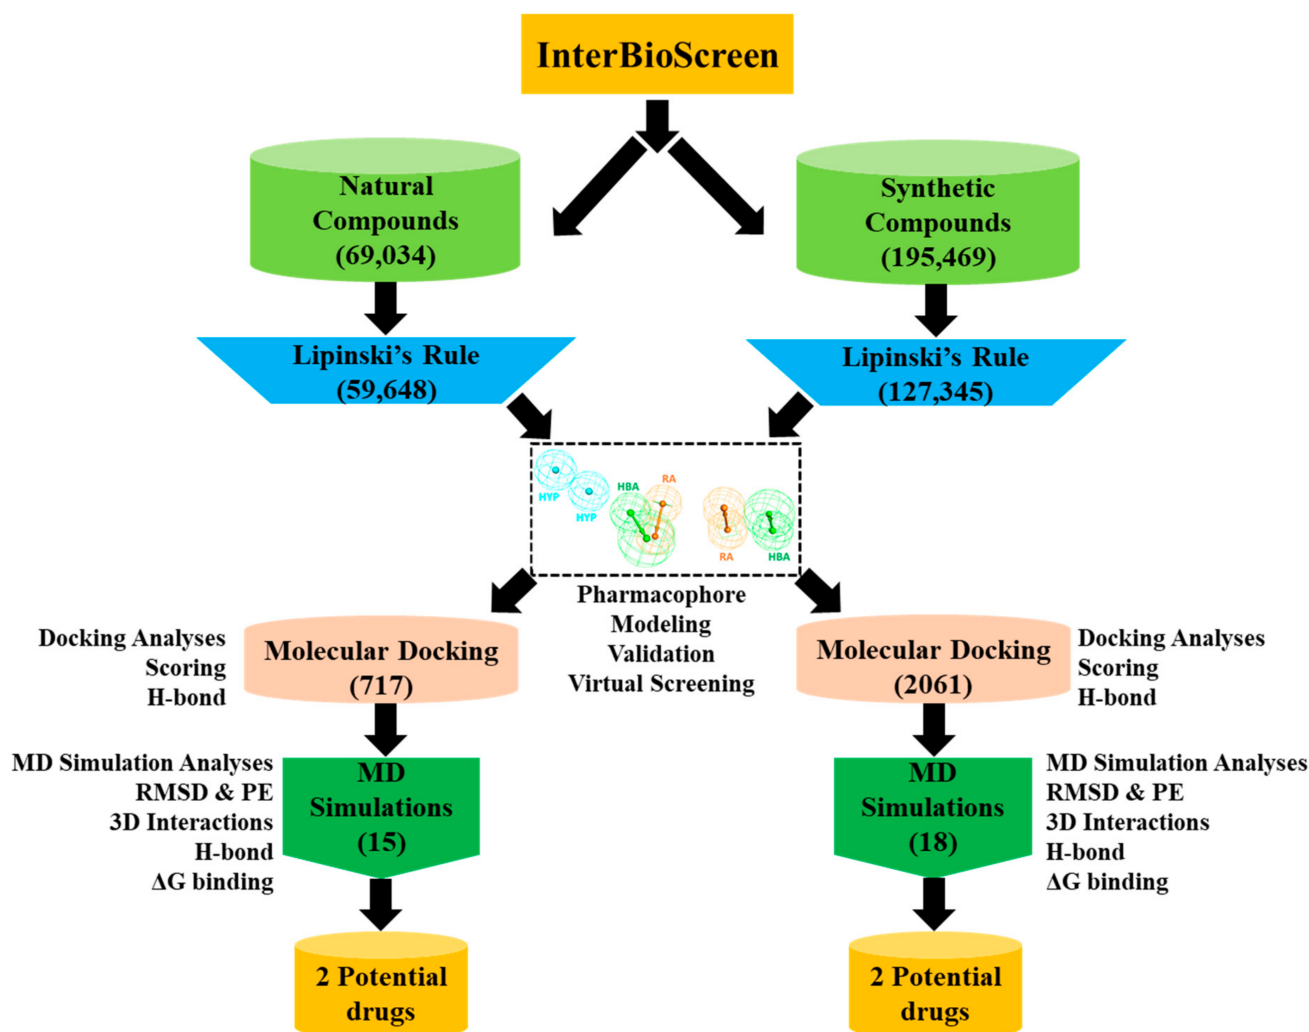 InterBioScreen
Natural
Compounds
(69,034)
Synthetic
Compounds
(195,469)
Lipinski’s Rule
(59,648)
Lipinski’s Rule
(127,345)
HYP
HYP
HBA
RA
RA
HBA
Pharmacophore
Modeling
Validation
Virtual Screening
Docking Analyses
Scoring
H-bond
Molecular Docking
(717)
Molecular Docking
(2061)
Docking Analyses
Scoring
H-bond
MD Simulation Analyses
RMSD & PE
3D Interactions
H-bond
ΔG binding
MD
Simulations
(15)
MD
Simulations
(18)
MD Simulation Analyses
RMSD & PE
3D Interactions
H-bond
ΔG binding
2 Potential
drugs
2 Potential
drugs